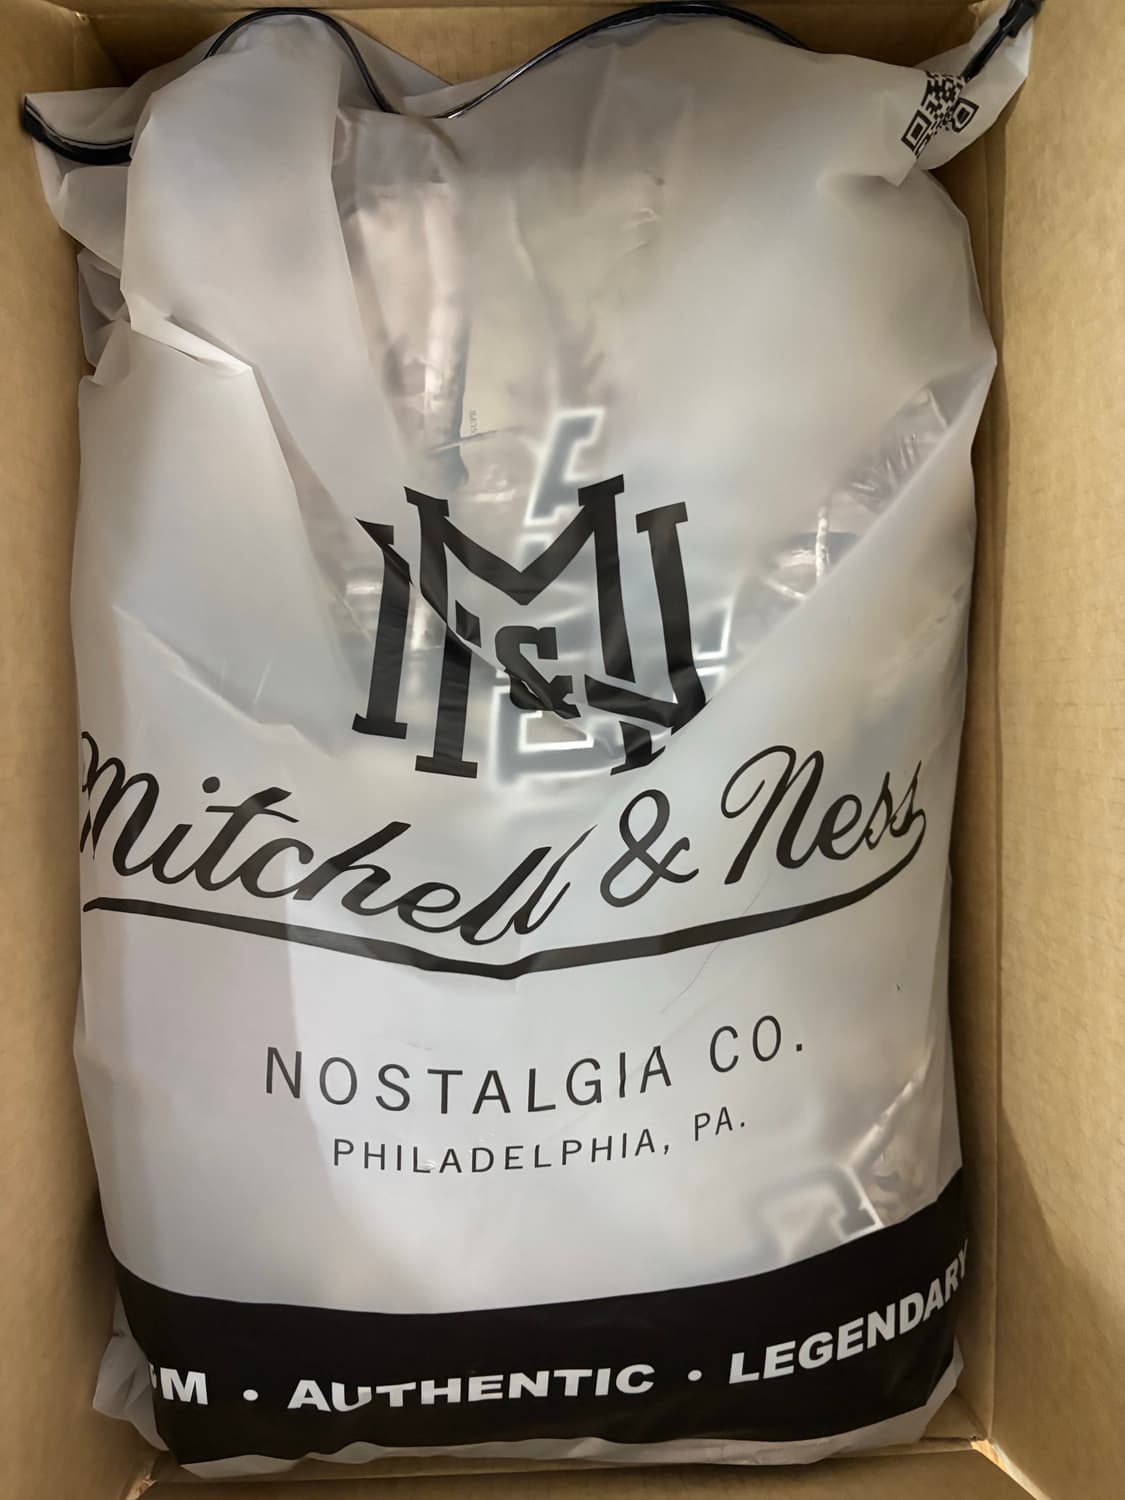 M&N
Mitchell & Ness
NOSTALGIA CO.
PHILADELPHIA, PA.
M • AUTHENTIC • LEGENDARY